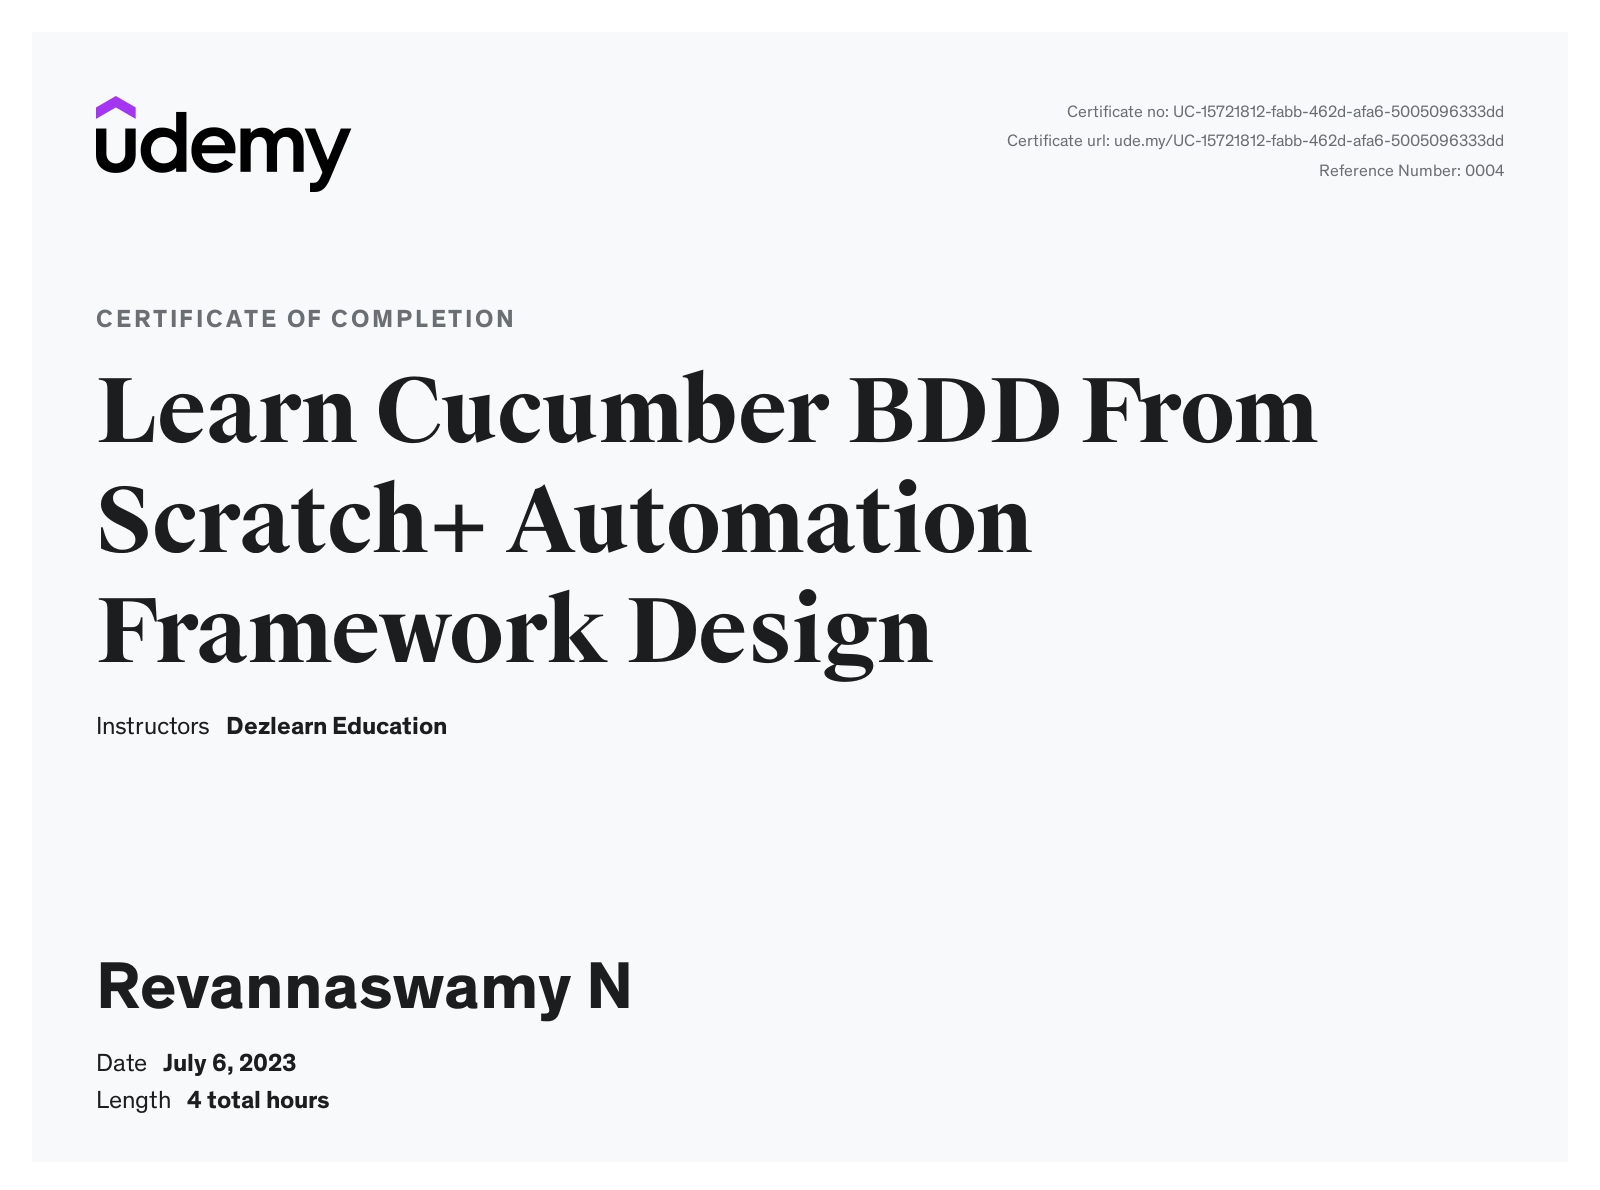 udemy
Certificate no: UC-15721812-fabb-462d-afa6-5005096333dd
Certificate url: ude.my/UC-15721812-fabb-462d-afa6-5005096333dd
Reference Number: 0004
CERTIFICATE OF COMPLETION
Learn Cucumber BDD From
Scratch+ Automation
Framework Design
Instructors Dezlearn Education
Revannaswamy N
Date July 6, 2023
Length 4 total hours